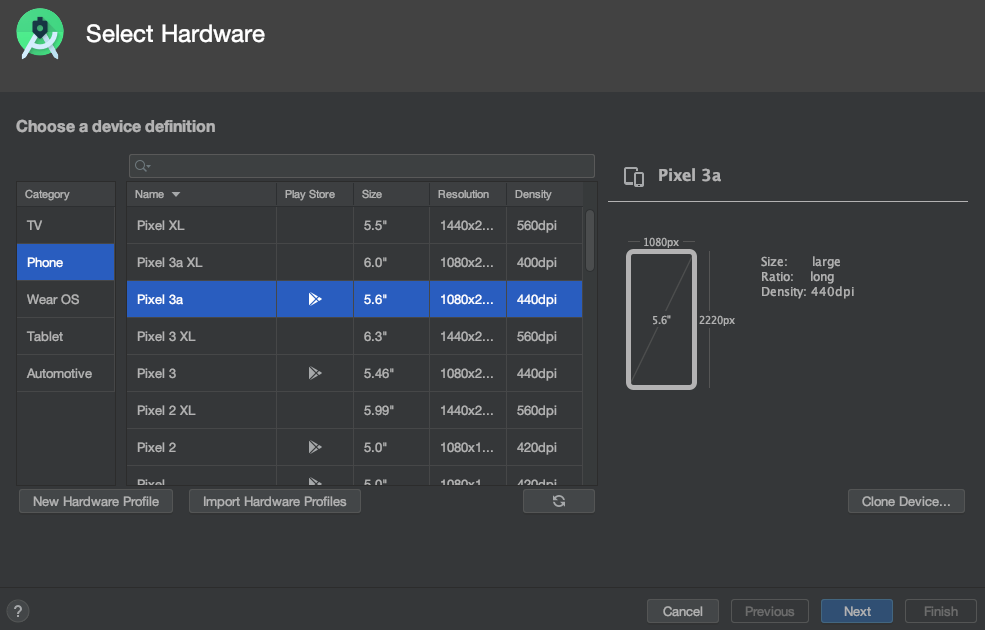 Select Hardware
Choose a device definition
Category
TV
Phone
Wear OS
Tablet
Automotive
Name Play Store Size Resolution Density
Pixel XL 5.5" 1440x2... 560dpi
Pixel 3a XL 6.0" 1080x2... 400dpi
Pixel 3a 5.6" 1080x2... 440dpi
Pixel 3 XL 6.3" 1440x2... 560dpi
Pixel 3 5.46" 1080x2... 440dpi
Pixel 2 XL 5.99" 1440x2... 560dpi
Pixel 2 5.0" 1080x1... 420dpi
Pixel 5.0" 1080x1... 420dpi
New Hardware Profile
Import Hardware Profiles
Pixel 3a
1080px
5.6"
2220px
Size: large
Ratio: long
Density: 440dpi
Clone Device...
?
Cancel
Previous
Next
Finish